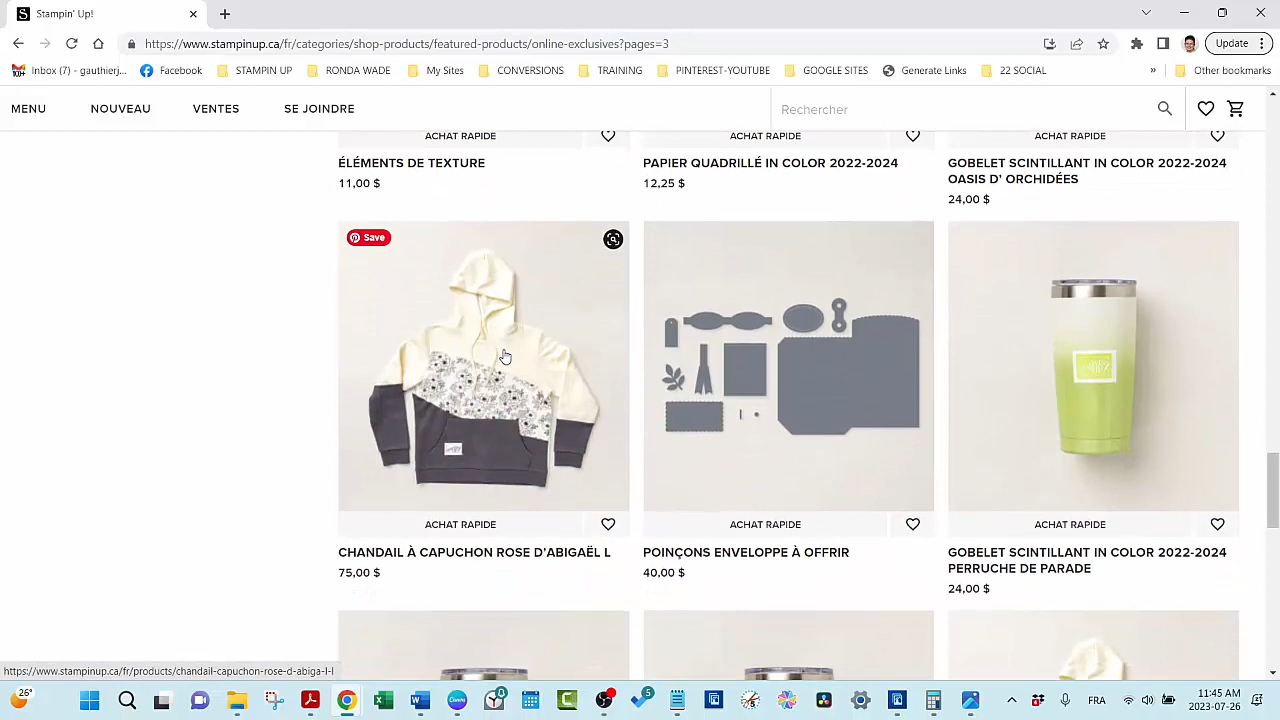 Stampin' Up!
https://www.stampinup.ca/fr/categories/shop-products/featured-products/online-exclusives?pages=3
Update
Inbox (7) - gauthierj...
Facebook
STAMPIN UP
RONDA WADE
My Sites
CONVERSIONS
TRAINING
PINTEREST-YOUTUBE
GOOGLE SITES
Generate Links
22 SOCIAL
»
Other bookmarks
MENU
NOUVEAU
VENTES
SE JOINDRE
Rechercher
ACHAT RAPIDE
ACHAT RAPIDE
ACHAT RAPIDE
ÉLÉMENTS DE TEXTURE
11,00 $
PAPIER QUADRILLÉ IN COLOR 2022-2024
12,25 $
GOBELET SCINTILLANT IN COLOR 2022-2024
OASIS D' ORCHIDÉES
24,00 $
Save
ACHAT RAPIDE
ACHAT RAPIDE
ACHAT RAPIDE
CHANDAIL À CAPUCHON ROSE D'ABIGAËL L
75,00 $
POINÇONS ENVELOPPE À OFFRIR
40,00 $
GOBELET SCINTILLANT IN COLOR 2022-2024
PERRUCHE DE PARADE
24,00 $
https://www.stampinup.ca/fr/products/chandail-capuchon-rose-d-abiga-l-l
26°
0
5
FRA
11:45 AM
2023-07-26